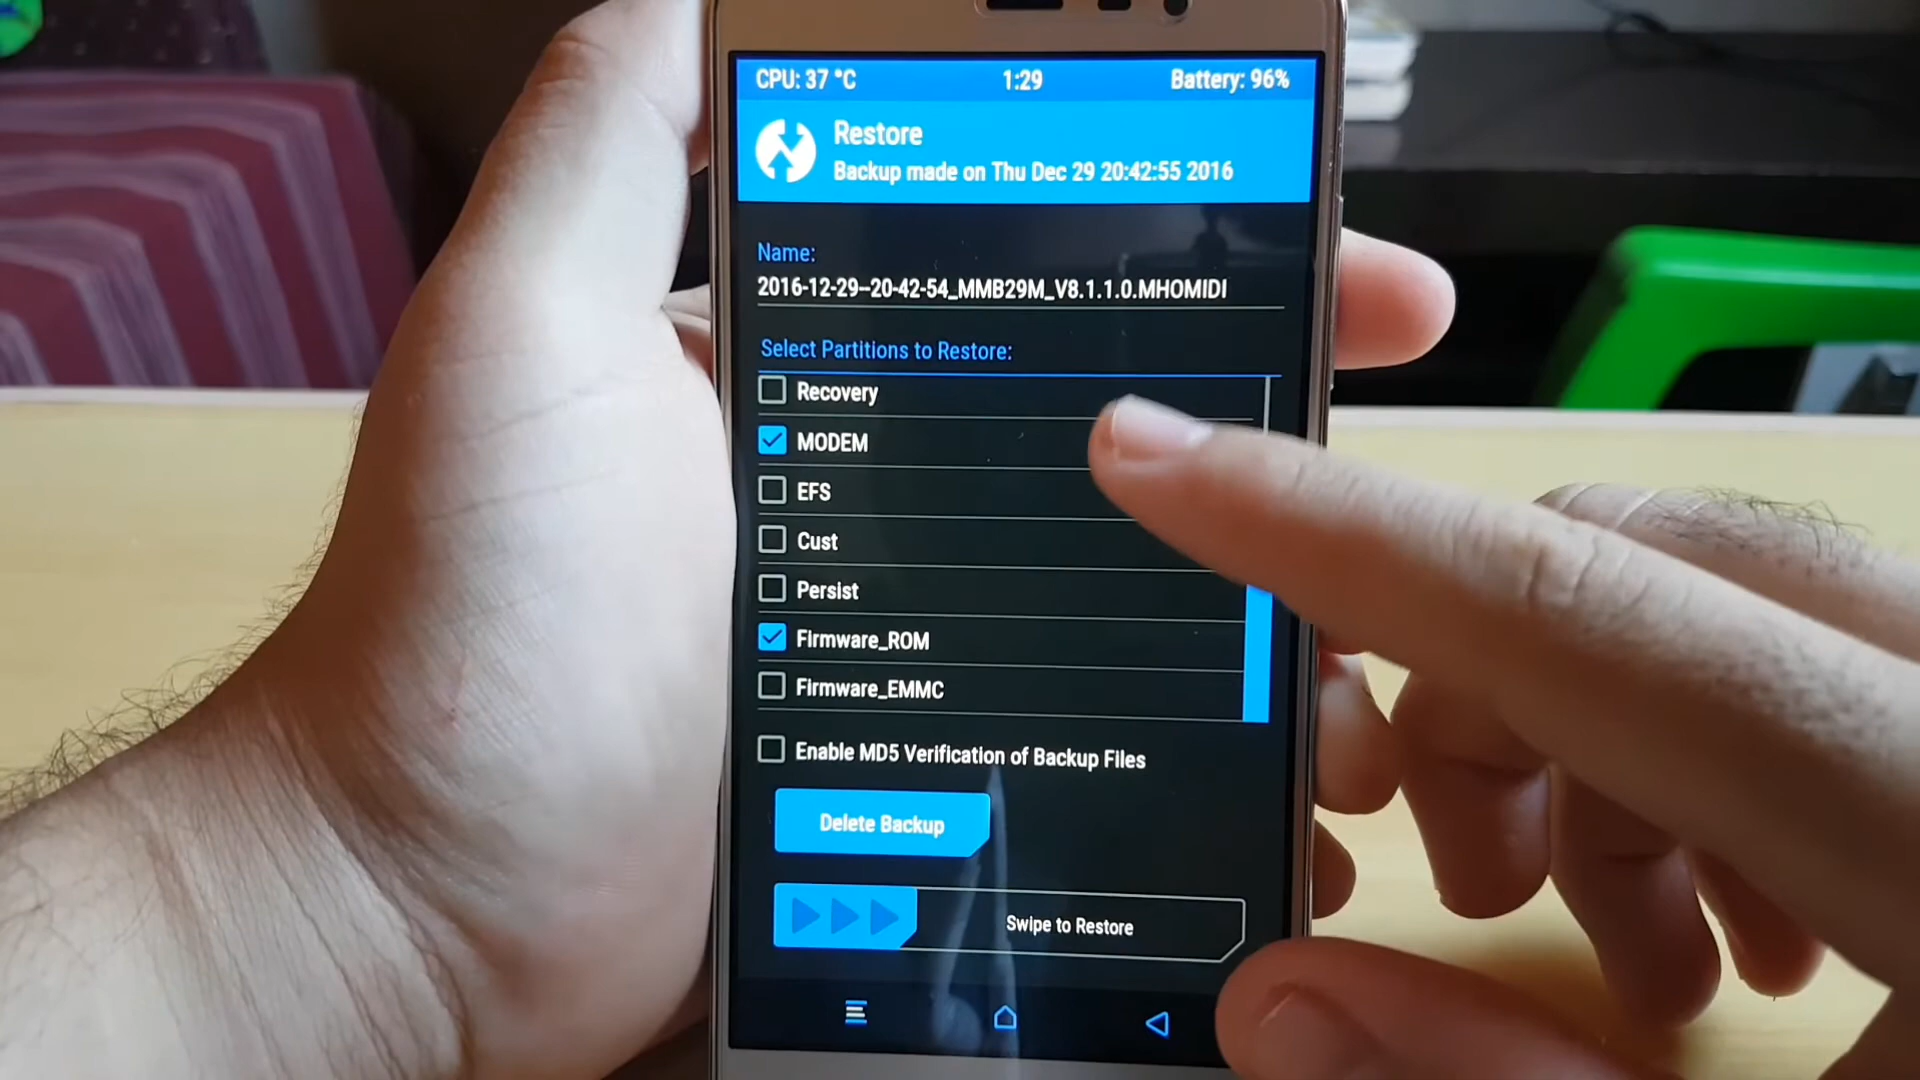 CPU: 37 °C 1:29 Battery: 96%
Restore
Backup made on Thu Dec 29 20:42:55 2016
Name:
2016-12-29--20-42-54_MMB29M_V8.1.1.0.MHOMIDI
Select Partitions to Restore:
Recovery
MODEM
EFS
Cust
Persist
Firmware_ROM
Firmware_EMMC
Enable MD5 Verification of Backup Files
Delete Backup
Swipe to Restore